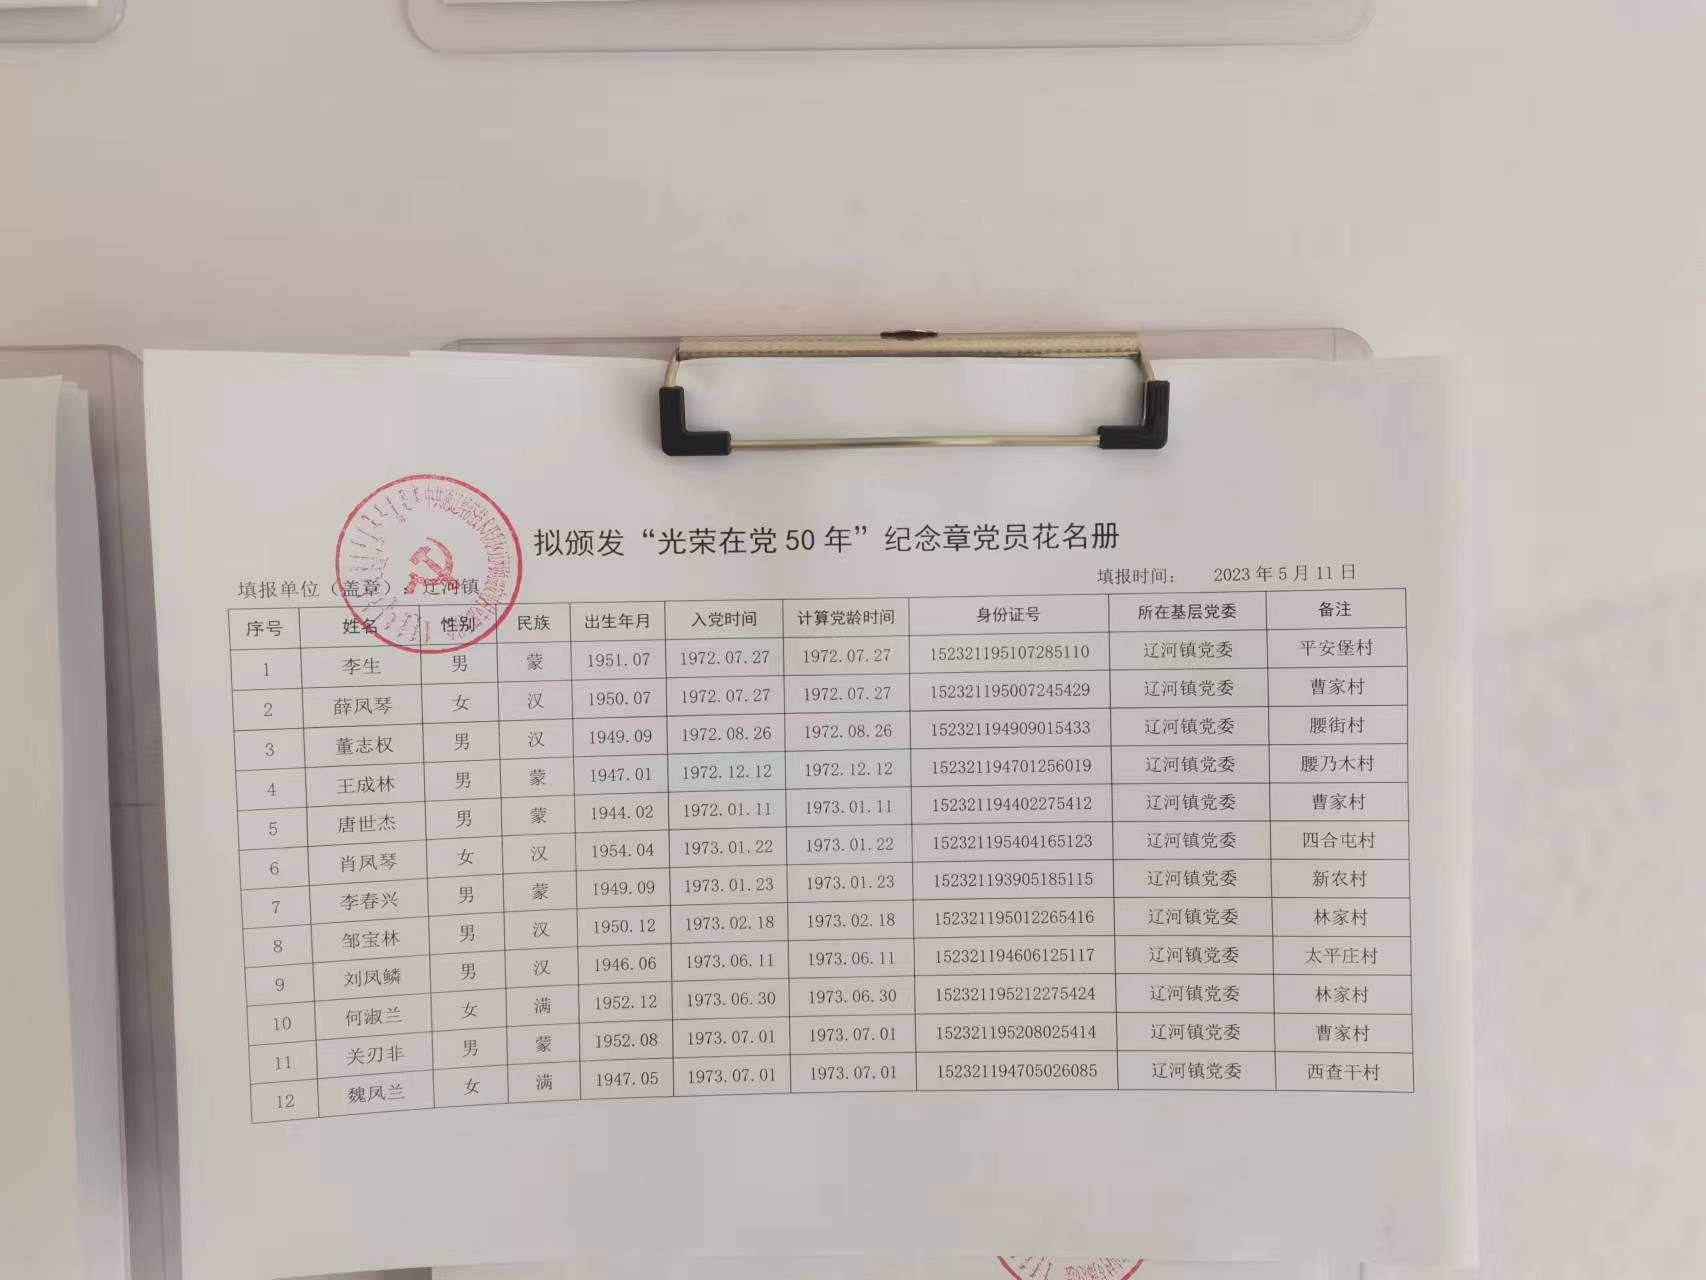 拟颁发“光荣在党50年”纪念章党员花名册
填报单位（盖章）：辽河镇 填报时间： 2023年5月11日
序号 姓名 性别 民族 出生年月 入党时间 计算党龄时间 身份证号 所在基层党委 备注
1 李生 男 蒙 1951.07 1972.07.27 1972.07.27 152321195107285110 辽河镇党委 平安堡村
2 薛凤琴 女 汉 1950.07 1972.07.27 1972.07.27 152321195007245429 辽河镇党委 曹家村
3 董志权 男 汉 1949.09 1972.08.26 1972.08.26 152321194909015433 辽河镇党委 腰街村
4 王成林 男 蒙 1947.01 1972.12.12 1972.12.12 152321194701256019 辽河镇党委 腰乃木村
5 唐世杰 男 蒙 1944.02 1972.01.11 1973.01.11 152321194402275412 辽河镇党委 曹家村
6 肖凤琴 女 汉 1954.04 1973.01.22 1973.01.22 152321195404165123 辽河镇党委 四合屯村
7 李春兴 男 蒙 1949.09 1973.01.23 1973.01.23 152321193905185115 辽河镇党委 新农村
8 邹宝林 男 汉 1950.12 1973.02.18 1973.02.18 152321195012265416 辽河镇党委 林家村
9 刘凤鳞 男 汉 1946.06 1973.06.11 1973.06.11 152321194606125117 辽河镇党委 太平庄村
10 何淑兰 女 满 1952.12 1973.06.30 1973.06.30 152321195212275424 辽河镇党委 林家村
11 关刃非 男 蒙 1952.08 1973.07.01 1973.07.01 152321195208025414 辽河镇党委 曹家村
12 魏凤兰 女 满 1947.05 1973.07.01 1973.07.01 152321194705026085 辽河镇党委 西查干村